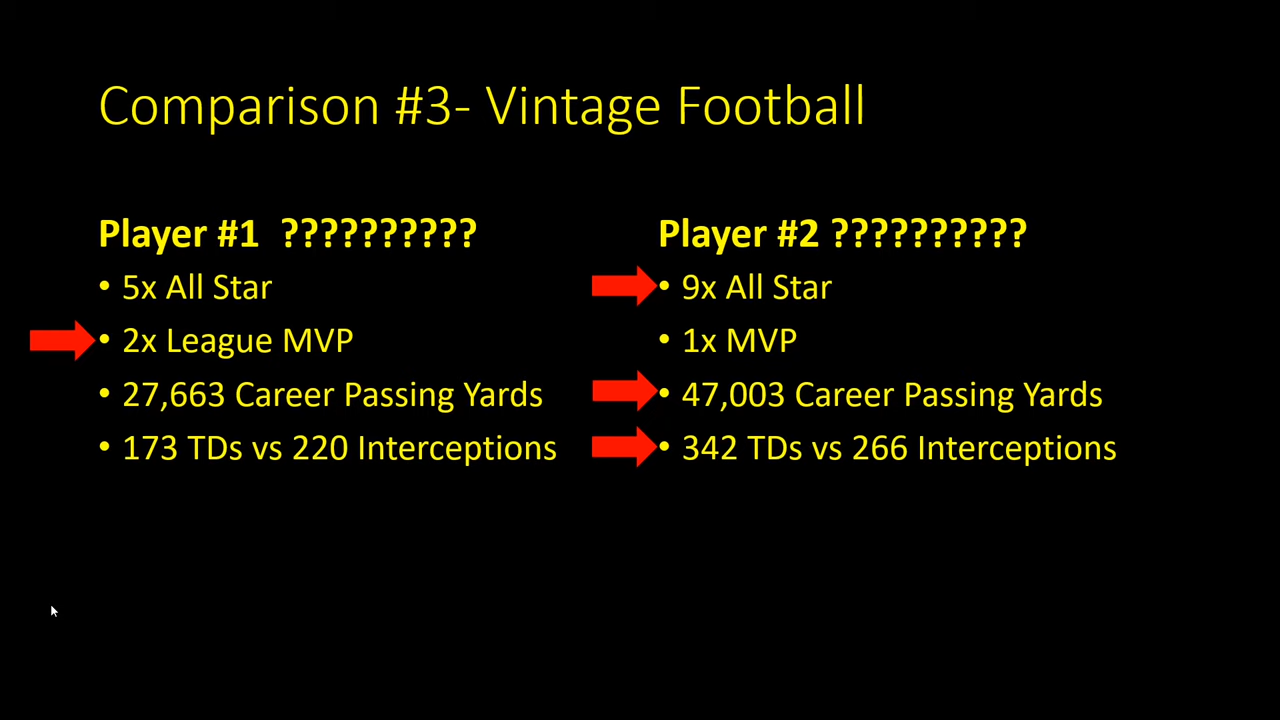 Comparison #3- Vintage Football
Player #1 ??????????
• 5x All Star
• 2x League MVP
• 27,663 Career Passing Yards
• 173 TDs vs 220 Interceptions
Player #2 ??????????
• 9x All Star
• 1x MVP
• 47,003 Career Passing Yards
• 342 TDs vs 266 Interceptions